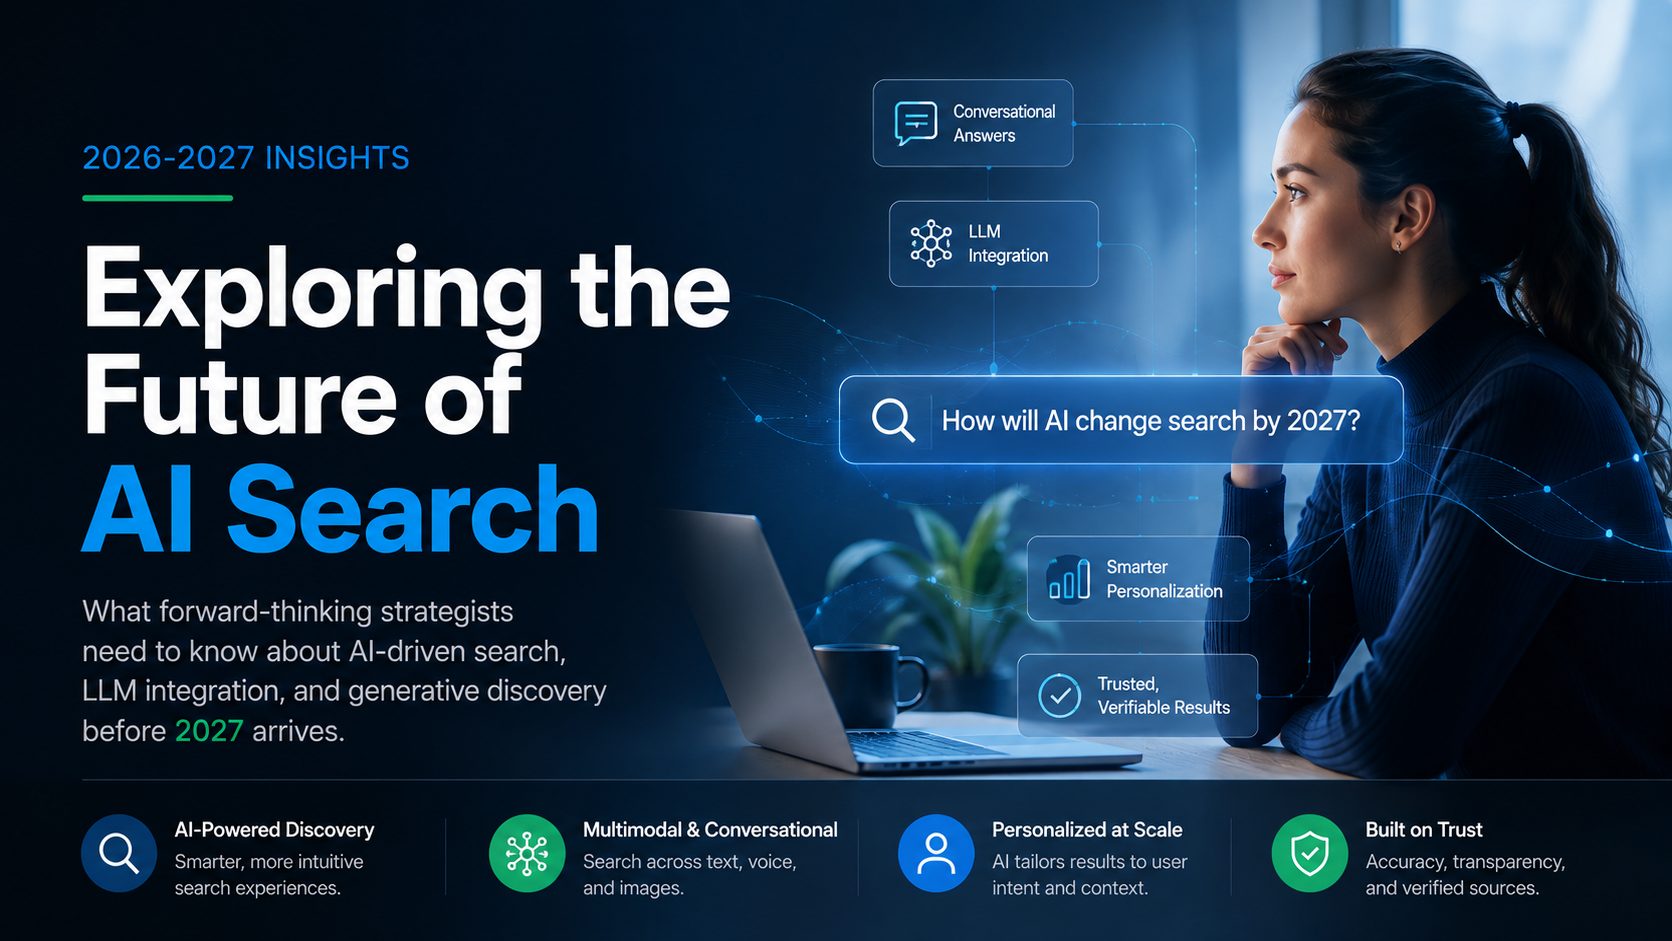 2026-2027 INSIGHTS
Exploring the
Future of
AI Search
What forward-thinking strategists
need to know about AI-driven search,
LLM integration, and generative discovery
before 2027 arrives.
Conversational
Answers
LLM
Integration
How will AI change search by 2027?
Smarter
Personalization
Trusted,
Verifiable Results
AI-Powered Discovery
Smarter, more intuitive
search experiences.
Multimodal & Conversational
Search across text, voice,
and images.
Personalized at Scale
AI tailors results to user
intent and context.
Built on Trust
Accuracy, transparency,
and verified sources.